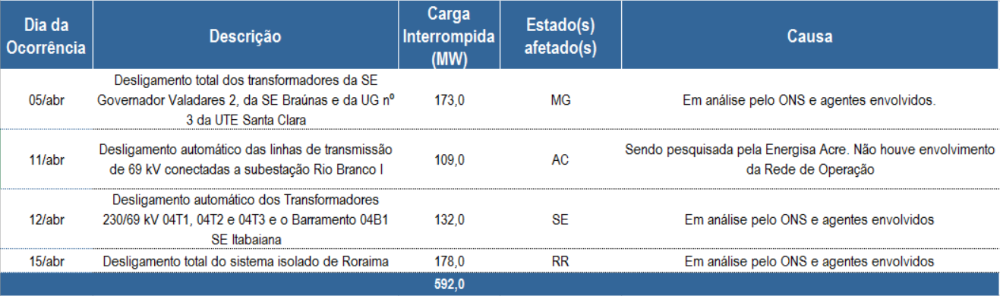 Dia da
Ocorrência
Descrição
Carga
Interrompida
(MW)
Estado(s)
afetado(s)
Causa
05/abr
Desligamento total dos transformadores da SE
Governador Valadares 2, da SE Braúnas e da UG nº
3 da UTE Santa Clara
173,0
MG
Em análise pelo ONS e agentes envolvidos.
11/abr
Desligamento automático das linhas de transmissão
de 69 kV conectadas a subestação Rio Branco I
109,0
AC
Sendo pesquisada pela Energisa Acre. Não houve envolvimento
da Rede de Operação
12/abr
Desligamento automático dos Transformadores
230/69 kV 04T1, 04T2 e 04T3 e o Barramento 04B1
SE Itabaiana
132,0
SE
Em análise pelo ONS e agentes envolvidos
15/abr
Desligamento total do sistema isolado de Roraima
178,0
RR
Em análise pelo ONS e agentes envolvidos
592,0